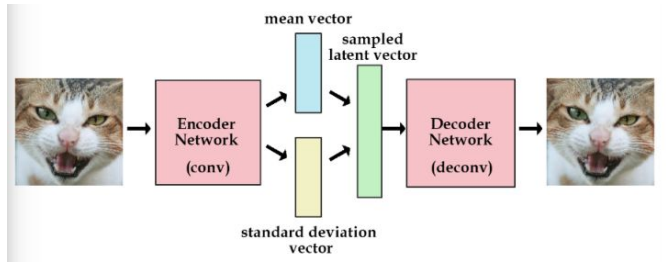 mean vector
sampled
latent vector
Encoder
Network
(conv)
Decoder
Network
(deconv)
standard deviation
vector